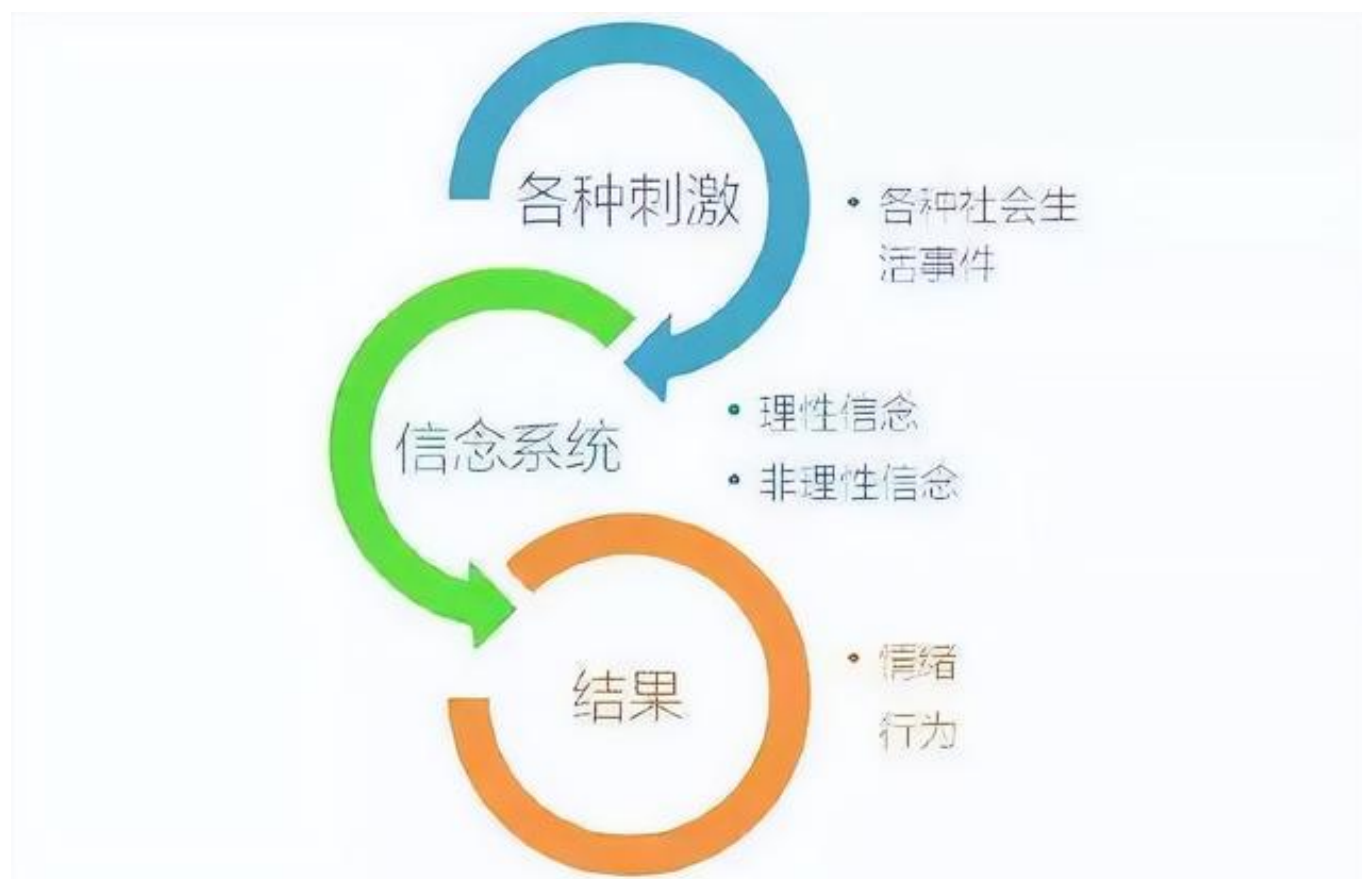 各种刺激
• 各种社会生
活事件
信念系统
• 理性信念
• 非理性信念
结果
• 情绪
行为